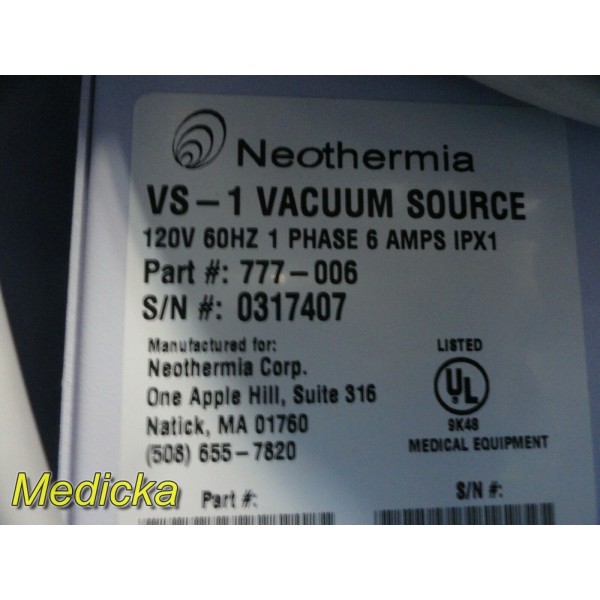 Neothermia
VS-1 VACUUM SOURCE
120V 60HZ 1 PHASE 6 AMPS IPX1
Part #: 777-006
S/N #: 0317407
Manufactured for:
Neothermia Corp.
One Apple Hill, Suite 316
Natick, MA 01760
(508) 655-7820
LISTED
UL
9K48
MEDICAL EQUIPMENT
Part #:
S/N #:
Medicka